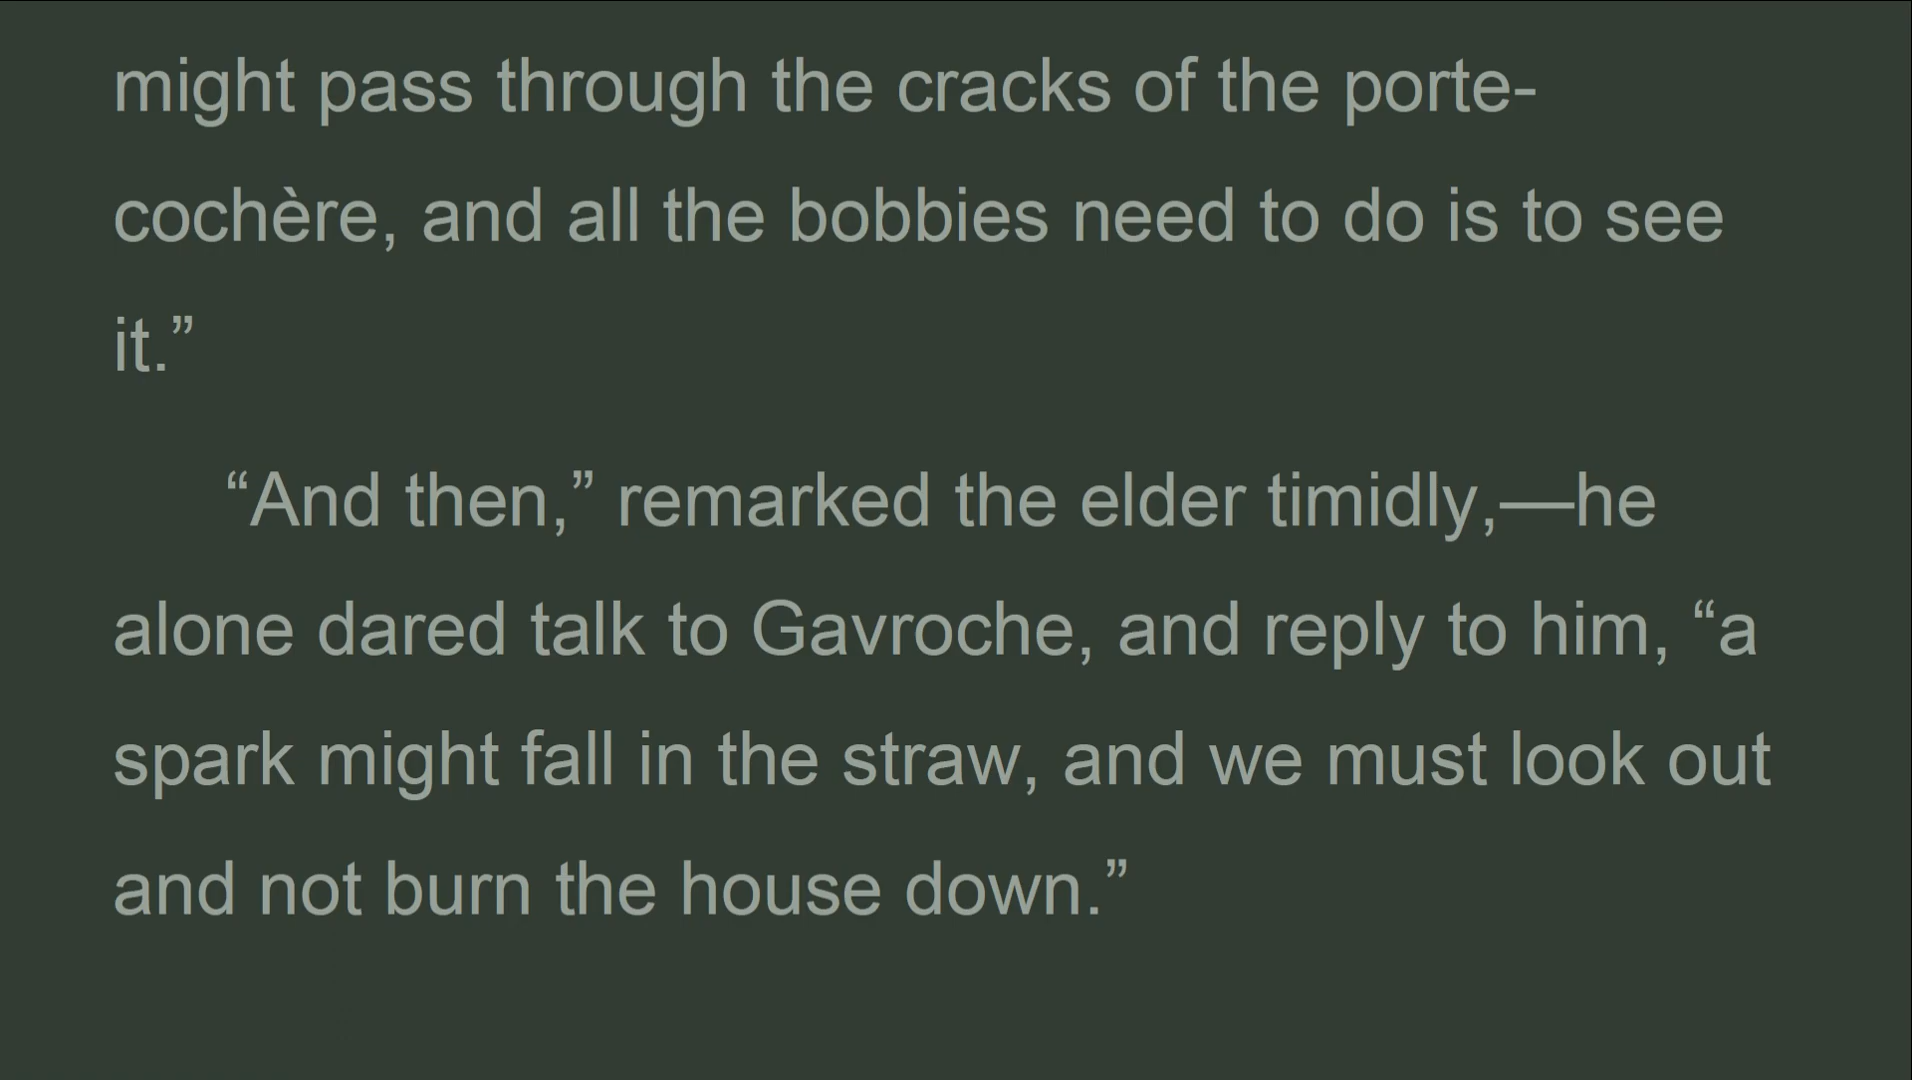 might pass through the cracks of the porte-
cochère, and all the bobbies need to do is to see
it.”
“And then,” remarked the elder timidly,—he
alone dared talk to Gavroche, and reply to him, “a
spark might fall in the straw, and we must look out
and not burn the house down.”